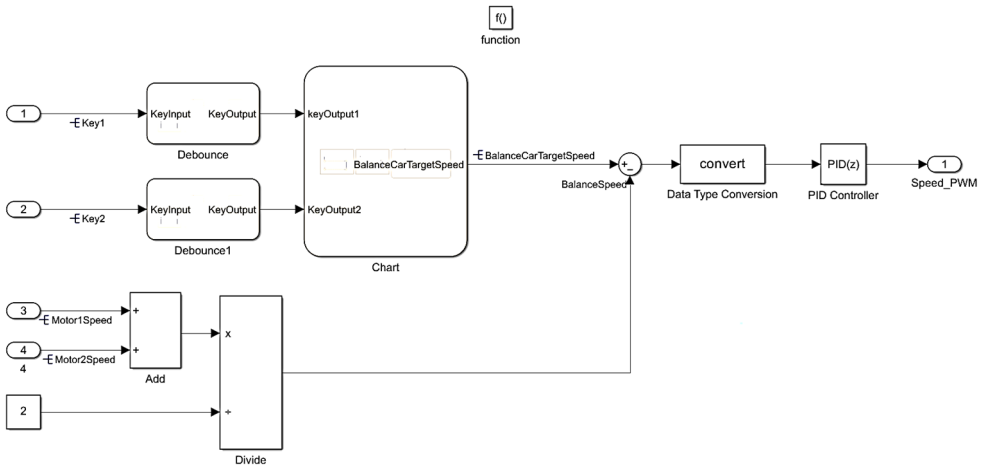 f()
function
1
Key1
KeyInput
KeyOutput
Debounce
keyOutput1
BalanceCarTargetSpeed
KeyOutput2
Chart
2
Key2
KeyInput
KeyOutput
Debounce1
BalanceCarTargetSpeed
+
−
BalanceSpeed
convert
Data Type Conversion
PID(z)
PID Controller
1
Speed_PWM
3
Motor1Speed
4
Motor2Speed
4
+
+
Add
2
x
÷
Divide